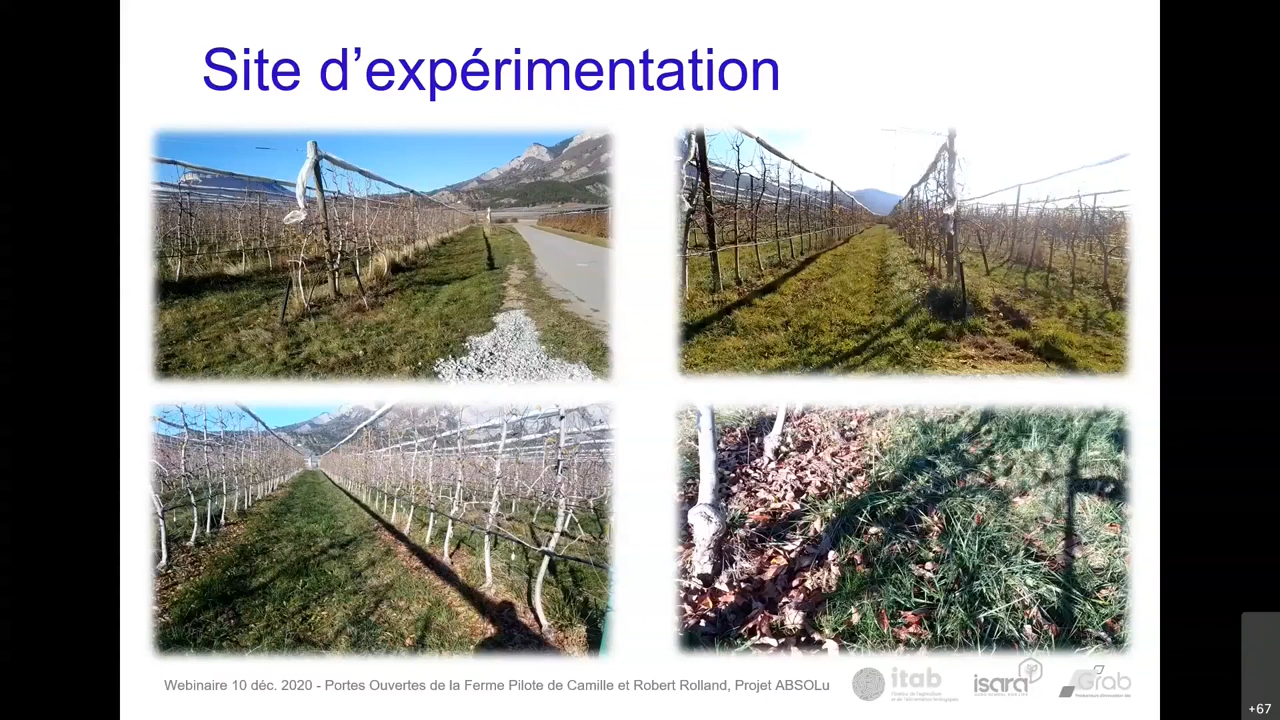 Site d’expérimentation
Webinaire 10 déc. 2020 - Portes Ouvertes de la Ferme Pilote de Camille et Robert Rolland, Projet ABSOLu
itab
isara
Grab
+67